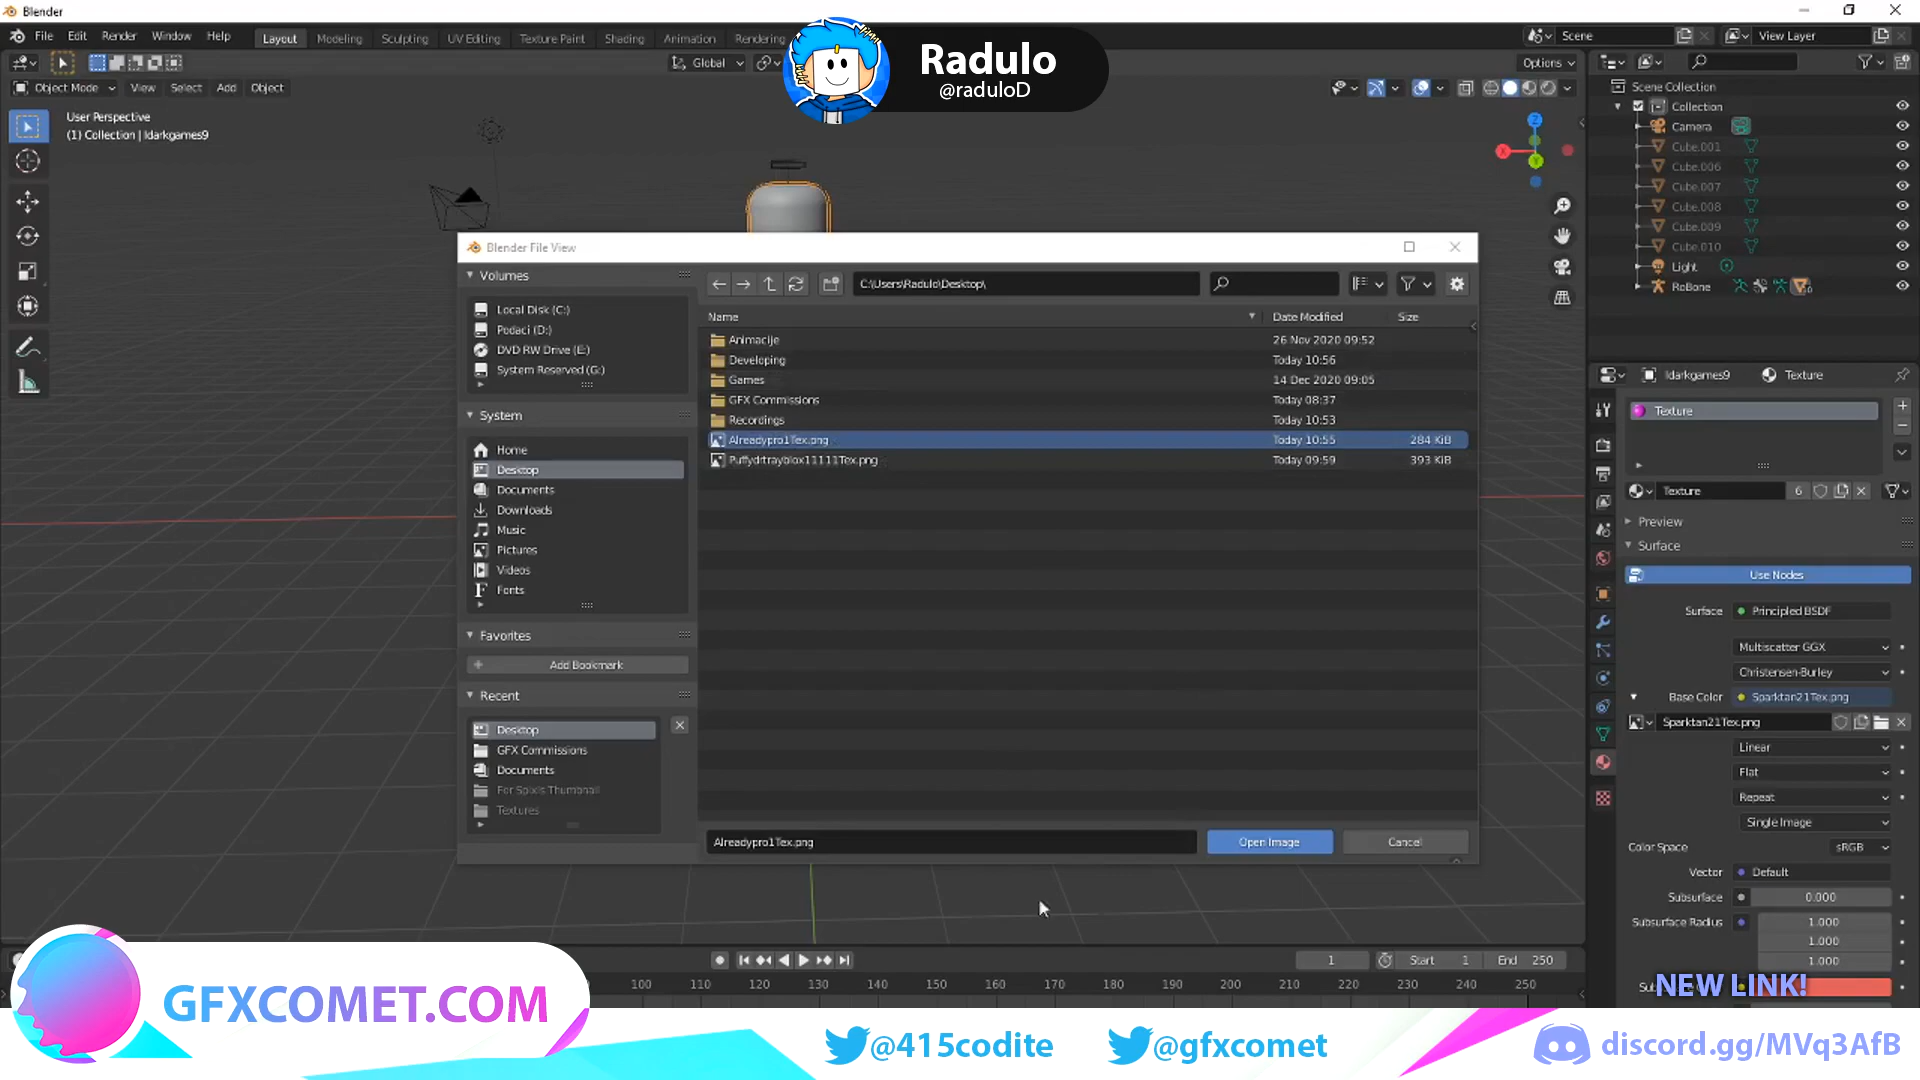 Blender
File Edit Render Window Help Layout Modeling Sculpting UV Editing Texture Paint Shading Animation Rendering Scene View Layer
Radulo
@raduloD
Global Options
Object Mode View Select Add Object
User Perspective
(1) Collection | ldarkgames9
Z
X
Y
Scene Collection
Collection
Camera
Cube.001
Cube.006
Cube.007
Cube.008
Cube.009
Cube.010
Light
RoBone
Blender File View
Volumes
Local Disk (C:)
Podaci (D:)
DVD RW Drive (E:)
System Reserved (G:)
System
Home
Desktop
Documents
Downloads
Music
Pictures
Videos
Fonts
Favorites
Add Bookmark
Recent
Desktop
GFX Commissions
Documents
For Spixis Thumbnail
Textures
C:\Users\Radulo\Desktop\
Name Date Modified Size
Animacije 26 Nov 2020 09:52
Developing Today 10:56
Games 14 Dec 2020 09:05
GFX Commissions Today 08:37
Recordings Today 10:53
Alreadypro1Tex.png Today 10:55 284 KiB
Puffydrtrayblox11111Tex.png Today 09:59 393 KiB
Alreadypro1Tex.png Open Image Cancel
ldarkgames9 Texture
Texture
Texture 6
Preview
Surface
Use Nodes
Surface Principled BSDF
Multiscatter GGX
Christensen-Burley
Base Color Sparktan21Tex.png
Sparktan21Tex.png
Linear
Flat
Repeat
Single Image
Color Space sRGB
Vector Default
Subsurface 0.000
Subsurface Radius 1.000
1.000
1.000
NEW LINK!
1 Start 1 End 250
100 110 120 130 140 150 160 170 180 190 200 210 220 230 240 250
GFXCOMET.COM
@415codite @gfxcomet discord.gg/MVq3AfB